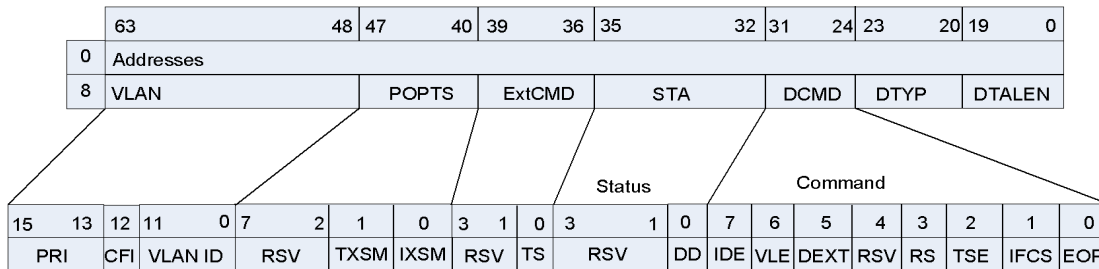 63 48 47 40 39 36 35 32 31 24 23 20 19 0
0 Addresses
8 VLAN POPTS ExtCMD STA DCMD DTYP DTALEN
Status Command
15 13 12 11 0 7 2 1 0 3 1 0 3 1 0 7 6 5 4 3 2 1 0
PRI CFI VLAN ID RSV TXSM IXSM RSV TS RSV DD IDE VLE DEXT RSV RS TSE IFCS EOP